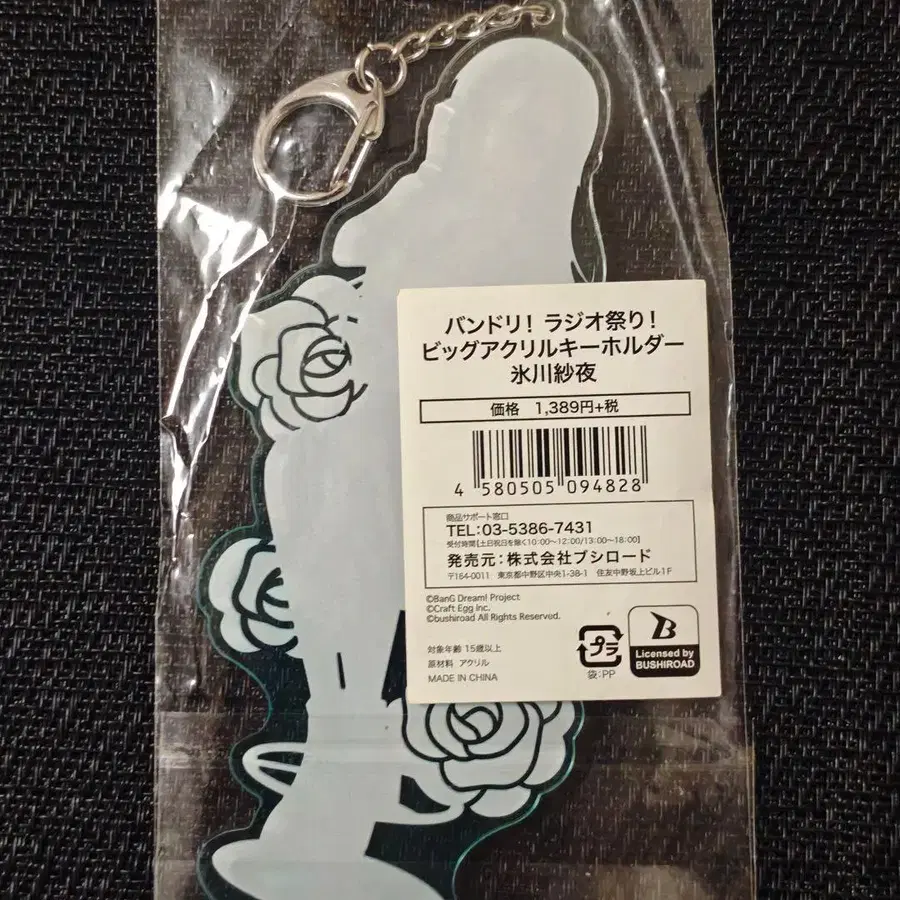 バンドリ！ ラジオ祭り！
ビッグアクリルキーホルダー
氷川紗夜
価格 1,389円+税
4 580505 094828
商品サポート窓口
TEL:03-5386-7431
受付時間【土日祝日を除く10:00〜12:00/13:00〜18:00】
発売元：株式会社ブシロード
〒164-0011 東京都中野区中央1-38-1 住友中野坂上ビル1F
©BanG Dream! Project
©Craft Egg Inc.
©bushiroad All Rights Reserved.
対象年齢 15歳以上
原材料 アクリル
MADE IN CHINA
プラ
袋:PP
B
Licensed by
BUSHIROAD